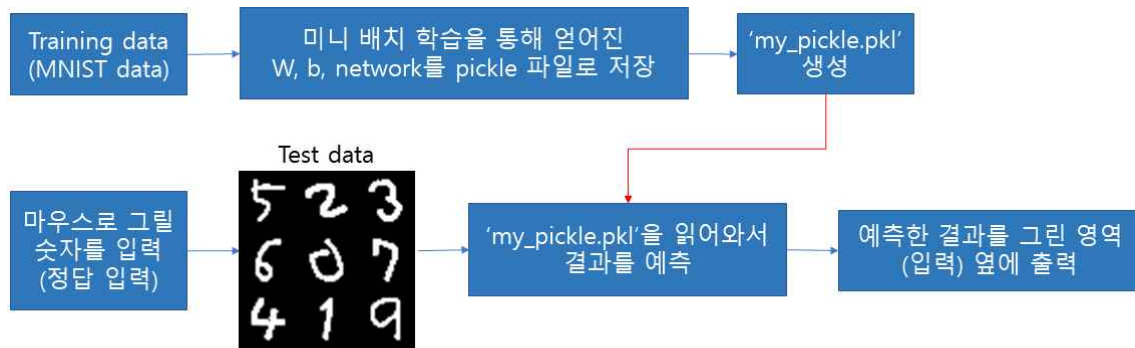 Training data
(MNIST data)
미니 배치 학습을 통해 얻어진
W, b, network를 pickle 파일로 저장
‘my_pickle.pkl’
생성
Test data
마우스로 그릴
숫자를 입력
(정답 입력)
5 2 3
6 0 7
4 1 9
‘my_pickle.pkl‘을 읽어와서
결과를 예측
예측한 결과를 그린 영역
(입력) 옆에 출력